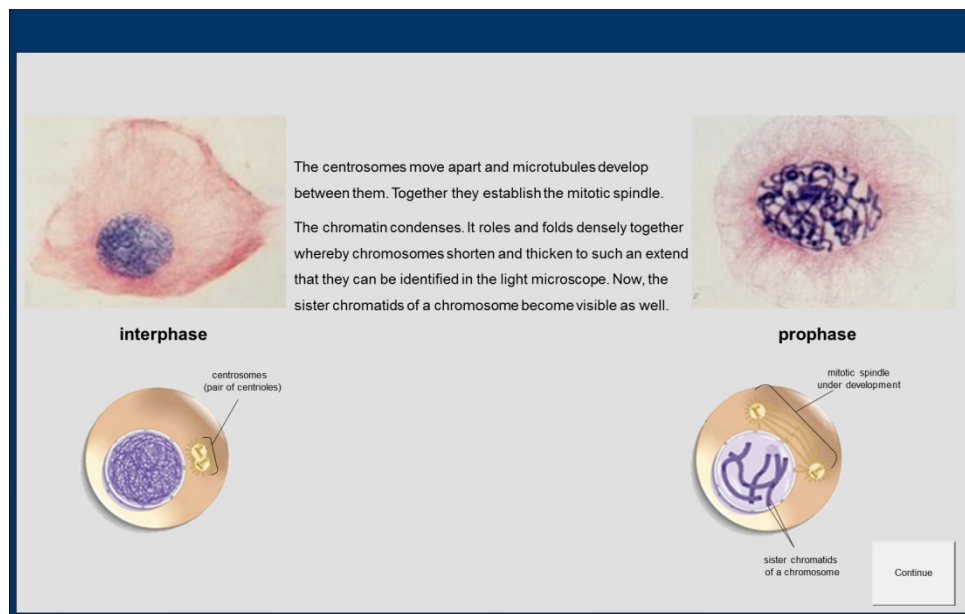 The centrosomes move apart and microtubules develop
between them. Together they establish the mitotic spindle.
The chromatin condenses. It roles and folds densely together
whereby chromosomes shorten and thicken to such an extend
that they can be identified in the light microscope. Now, the
sister chromatids of a chromosome become visible as well.
interphase
prophase
centrosomes
(pair of centrioles)
mitotic spindle
under development
sister chromatids
of a chromosome
Continue